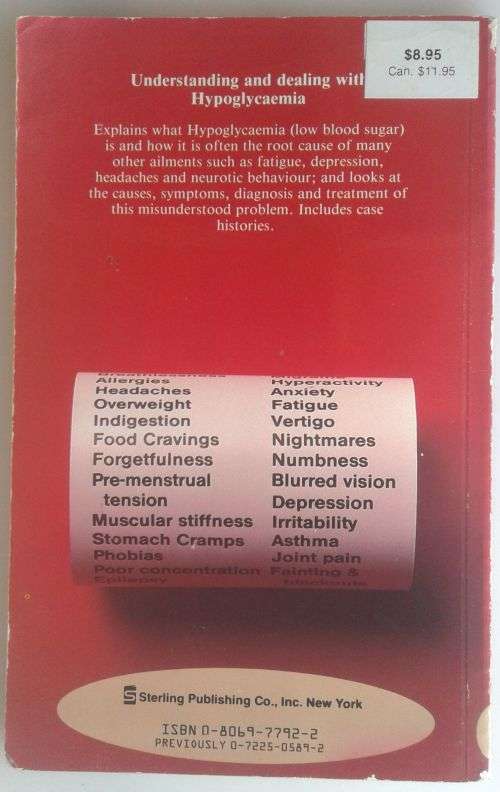 $8.95
Can. $11.95
Understanding and dealing with
Hypoglycaemia
Explains what Hypoglycaemia (low blood sugar)
is and how it is often the root cause of many
other ailments such as fatigue, depression,
headaches and neurotic behaviour; and looks at
the causes, symptoms, diagnosis and treatment of
this misunderstood problem. Includes case
histories.
Breathlessness
Allergies
Headaches
Overweight
Indigestion
Food Cravings
Forgetfulness
Pre-menstrual
tension
Muscular stiffness
Stomach Cramps
Phobias
Poor concentration
Epilepsy
Hyperactivity
Anxiety
Fatigue
Vertigo
Nightmares
Numbness
Blurred vision
Depression
Irritability
Asthma
Joint pain
Fainting &
blackouts
S Sterling Publishing Co., Inc. New York
ISBN 0-8069-7792-2
PREVIOUSLY 0-7225-0589-2